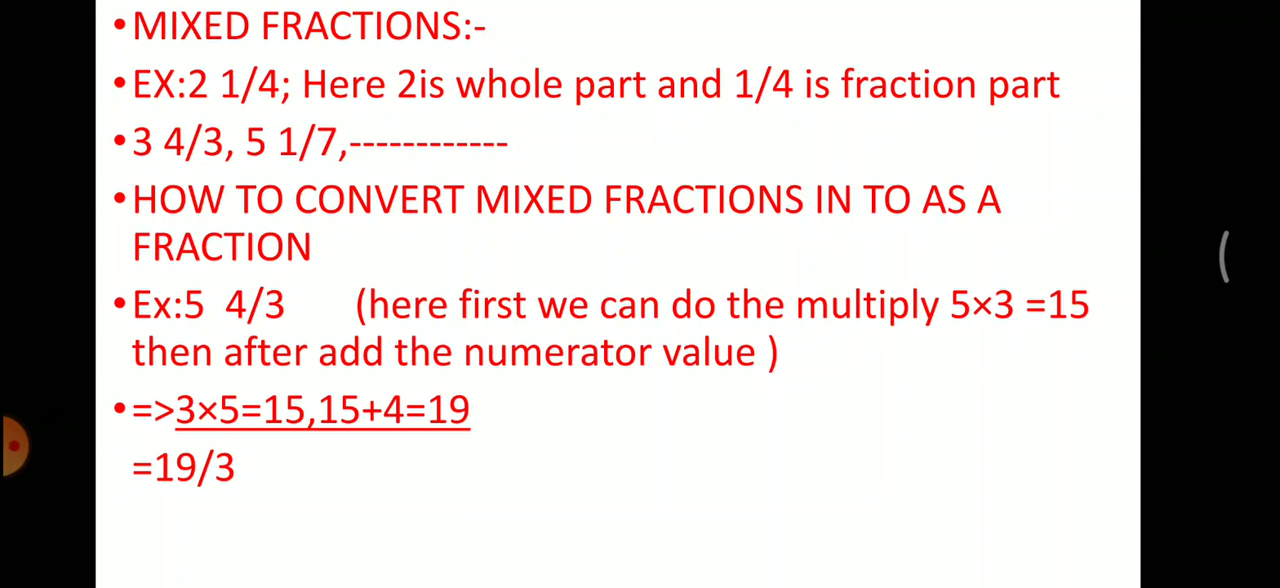 •MIXED FRACTIONS:-
•EX:2 1/4; Here 2is whole part and 1/4 is fraction part
•3 4/3, 5 1/7,------------
•HOW TO CONVERT MIXED FRACTIONS IN TO AS A
FRACTION
•Ex:5  4/3      (here first we can do the multiply 5×3 =15
then after add the numerator value )
•=>3×5=15,15+4=19
=19/3